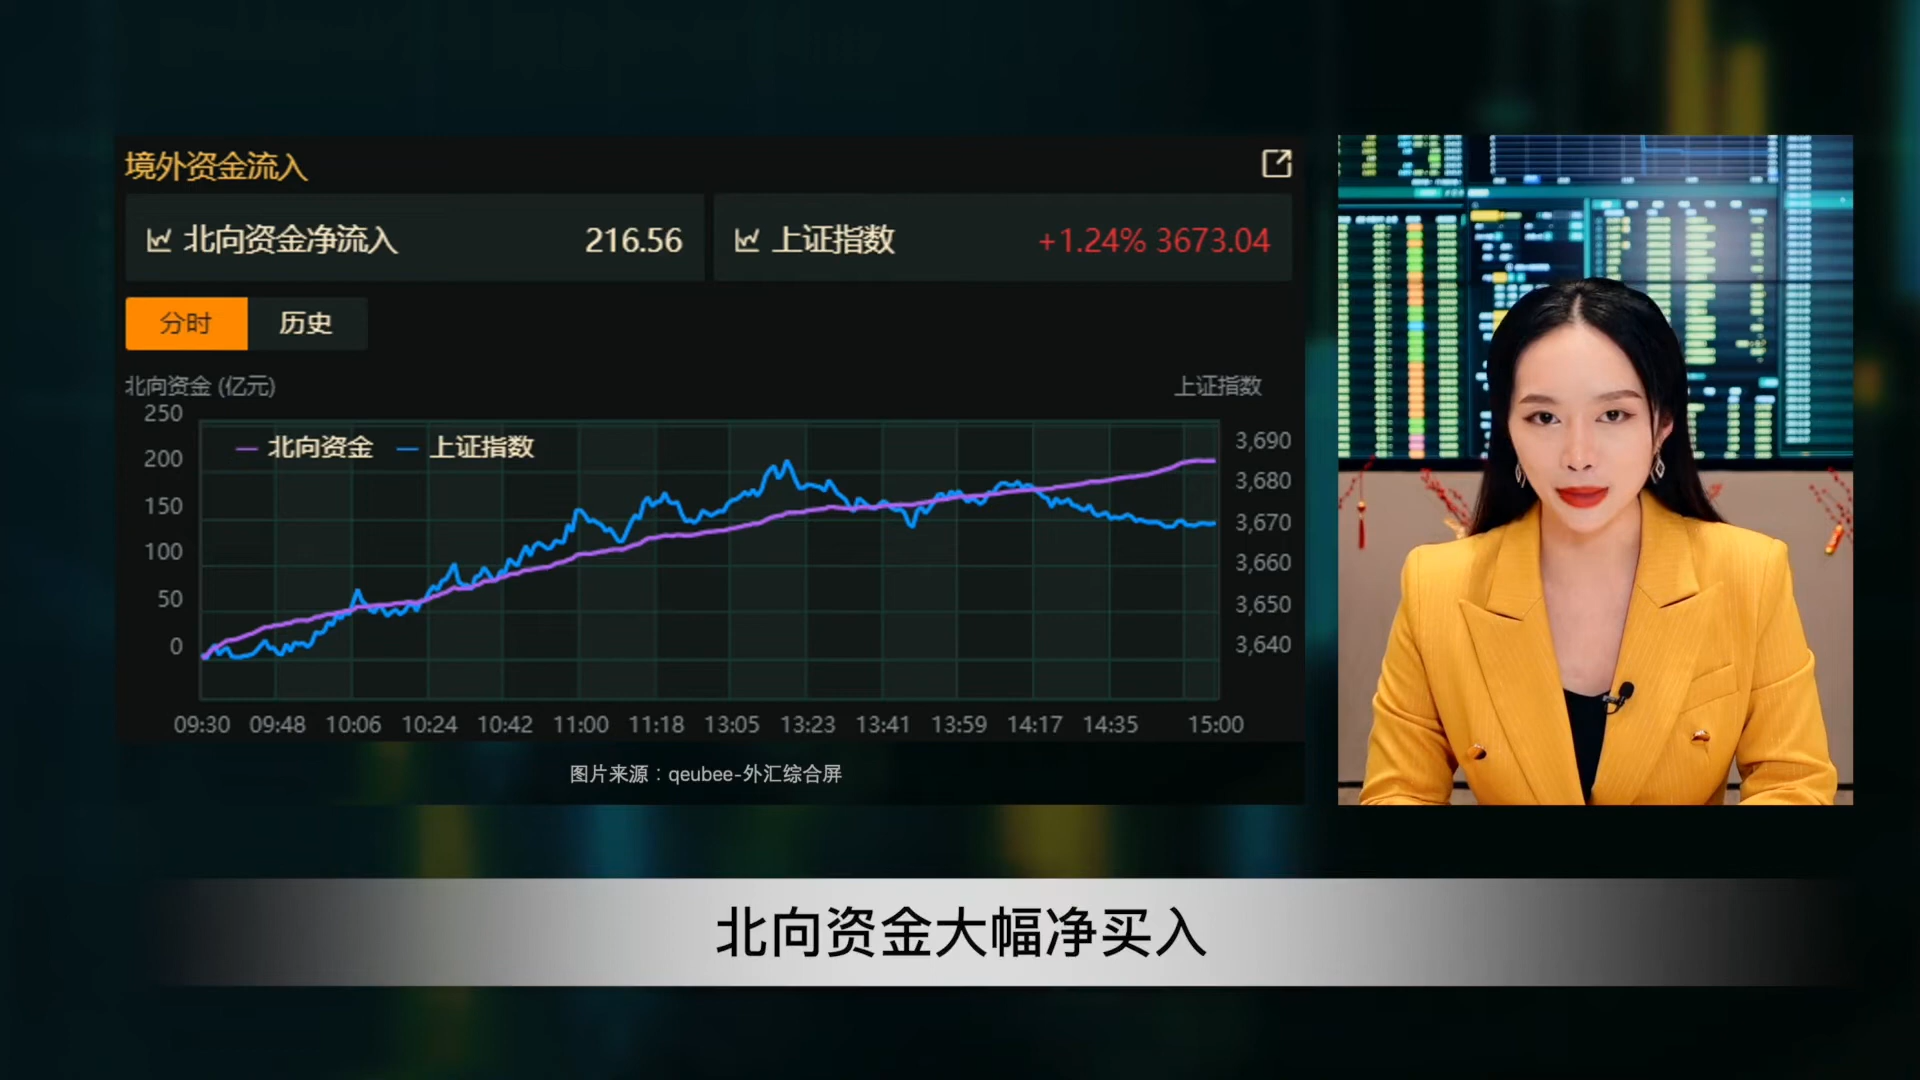 境外资金流入
北向资金净流入 216.56
上证指数 +1.24% 3673.04
分时 历史
北向资金 (亿元) 上证指数
北向资金 上证指数
250
200
150
100
50
0
3,690
3,680
3,670
3,660
3,650
3,640
09:30 09:48 10:06 10:24 10:42 11:00 11:18 13:05 13:23 13:41 13:59 14:17 14:35 15:00
图片来源：qeubee-外汇综合屏
北向资金大幅净买入